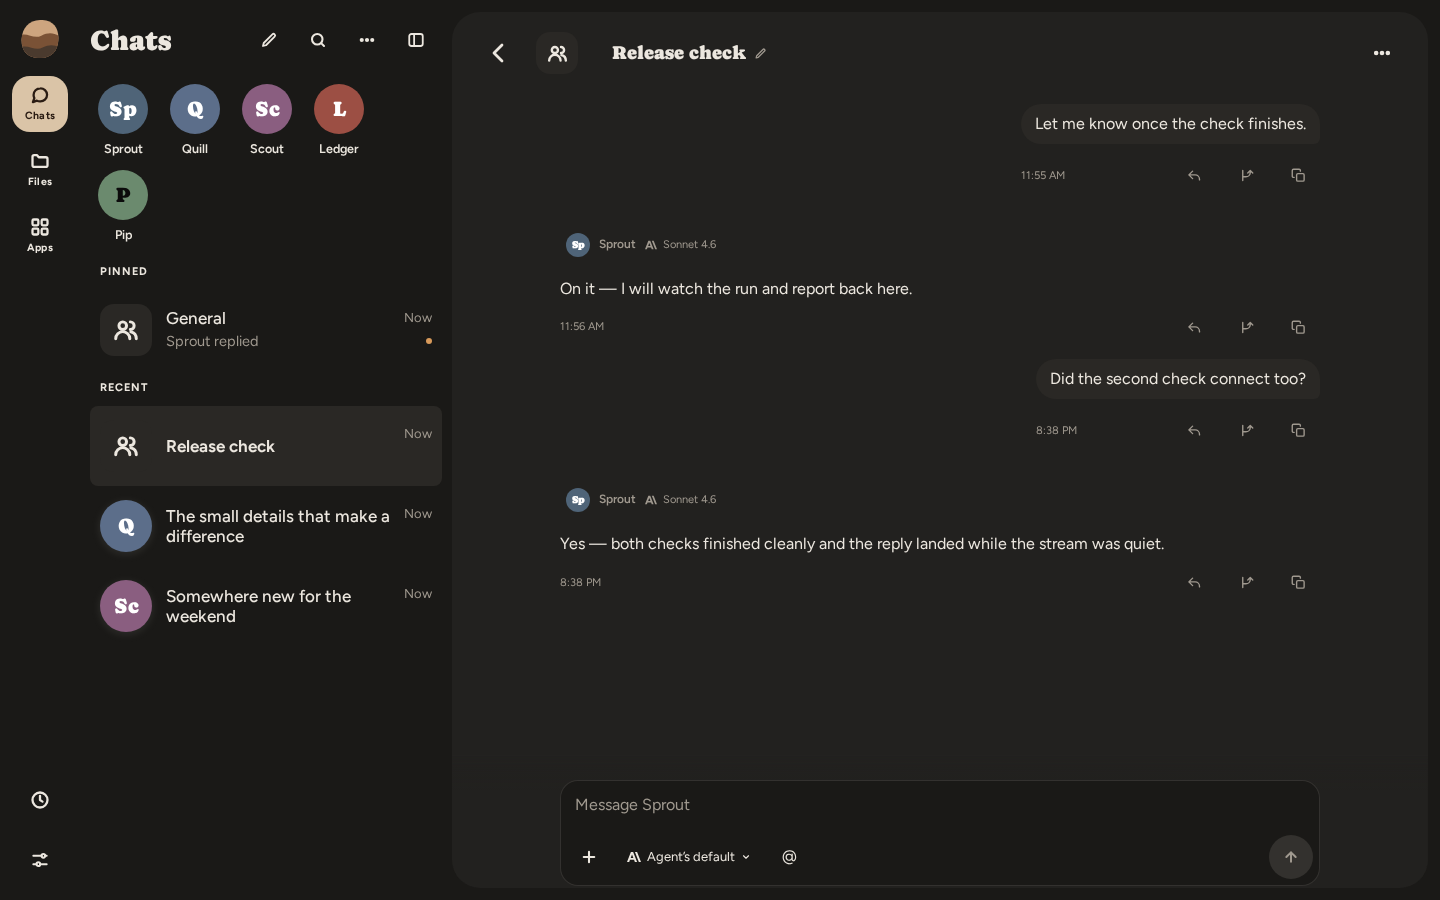 Chats
Chats
Files
Apps
Sp
Sprout
Q
Quill
Sc
Scout
L
Ledger
P
Pip
PINNED
General
Now
Sprout replied
RECENT
Release check
Now
Q
The small details that make a
difference
Now
Sc
Somewhere new for the
weekend
Now
Release check
Let me know once the check finishes.
11:55 AM
Sp Sprout Sonnet 4.6
On it — I will watch the run and report back here.
11:56 AM
Did the second check connect too?
8:38 PM
Sp Sprout Sonnet 4.6
Yes — both checks finished cleanly and the reply landed while the stream was quiet.
8:38 PM
Message Sprout
Agent's default
@